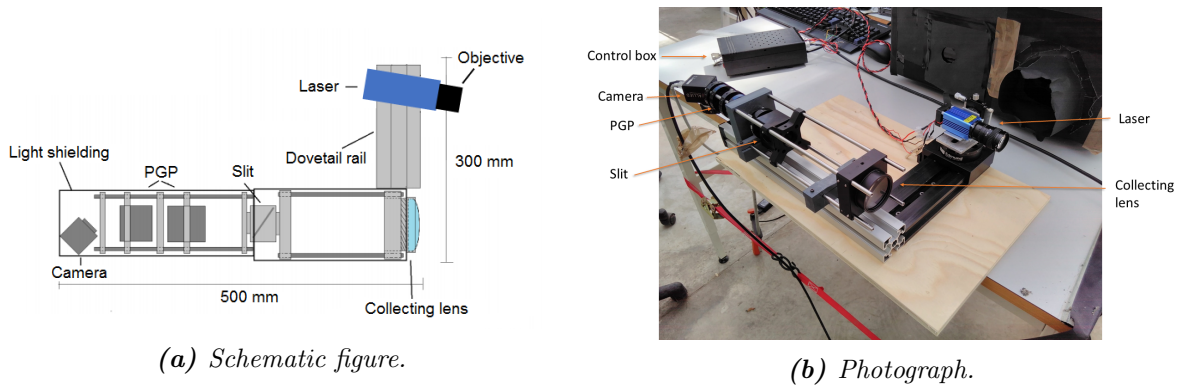 Objective
Laser
Light shielding
PGP
Slit
Dovetail rail
300 mm
Camera
500 mm
Collecting lens
(a) Schematic figure.
Control box
Camera
PGP
Slit
Laser
Collecting
lens
(b) Photograph.